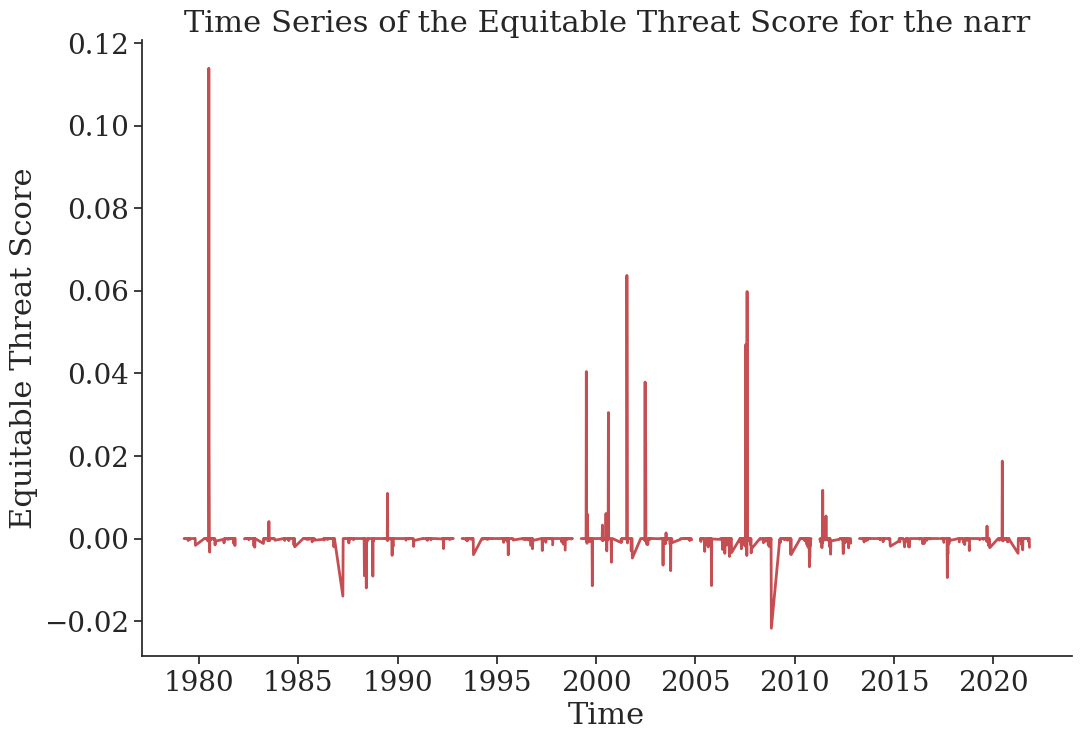 Time Series of the Equitable Threat Score for the narr
Equitable Threat Score
0.12
0.10
0.08
0.06
0.04
0.02
0.00
−0.02
1980 1985 1990 1995 2000 2005 2010 2015 2020
Time